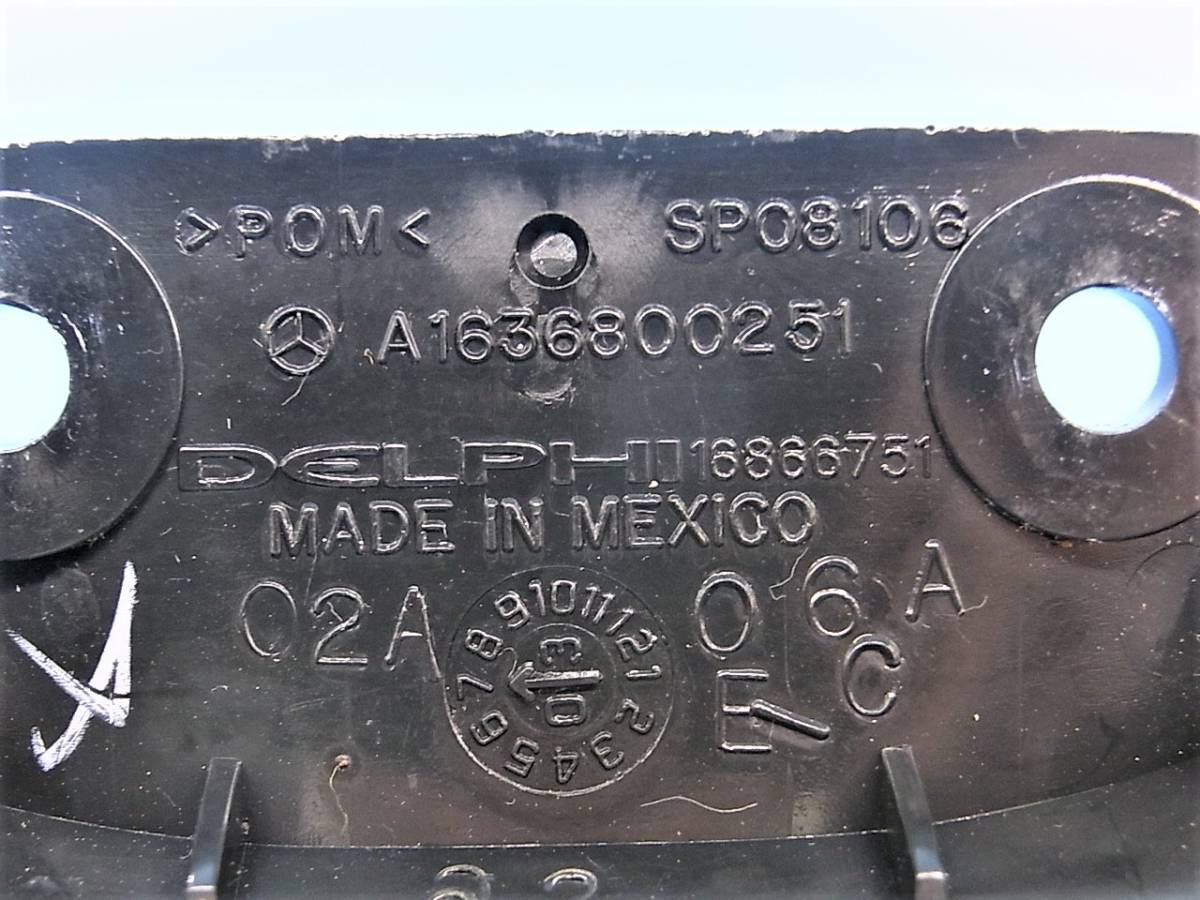 >POM< SP08106
A1636800251
DELPHI 16866751
MADE IN MEXICO
02A 06A
E C
1 2 3 4 5 6 7 8 9 10 11 12
03